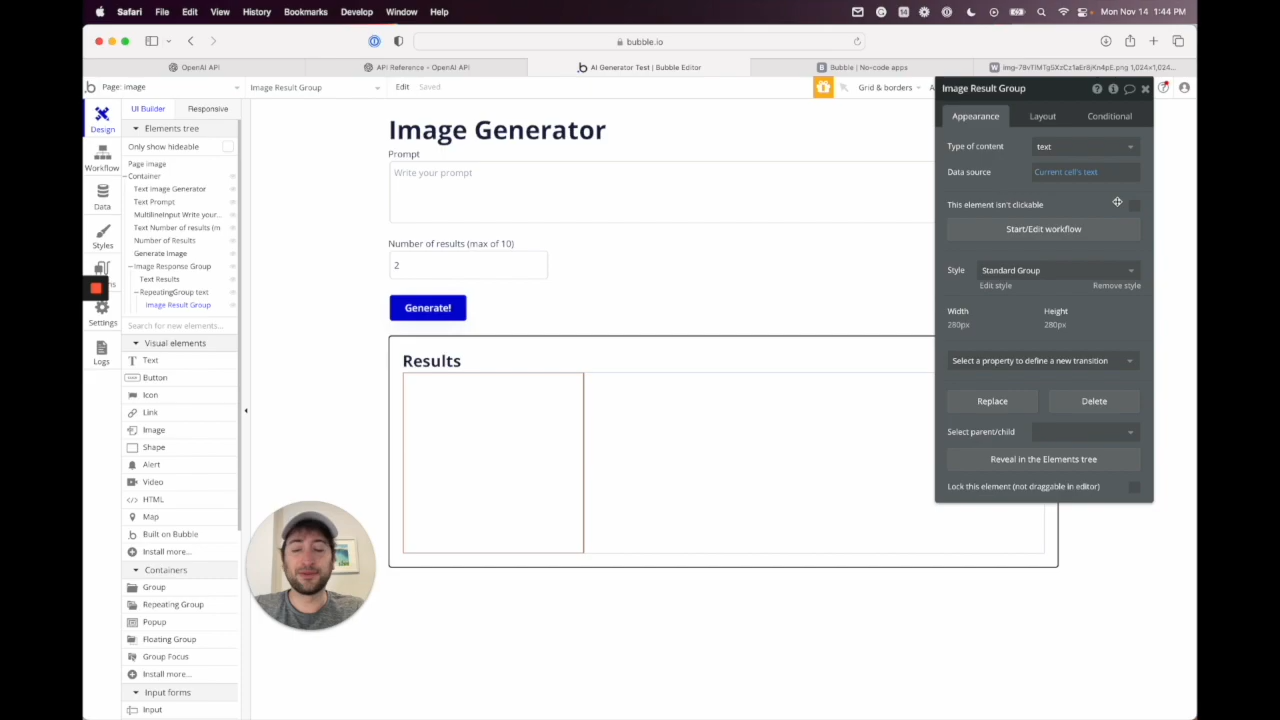 Safari File Edit View History Bookmarks Develop Window Help
14
Mon Nov 14 1:44 PM
bubble.io
OpenAI API
API Reference - OpenAI API
AI Generator Test | Bubble Editor
Bubble | No-code apps
Page: image
Image Result Group
Edit
Saved
Grid & borders
Design
Workflow
Data
Styles
Settings
Logs
UI Builder
Responsive
Elements tree
Only show hideable
Page image
Container
Text Image Generator
Text Prompt
MultilineInput Write your...
Text Number of results (m
Number of Results
Generate Image
Image Response Group
Text Results
RepeatingGroup text
Image Result Group
Search for new elements...
Visual elements
Text
Button
Icon
Link
Image
Shape
Alert
Video
</> HTML
Map
Built on Bubble
Install more...
Containers
Group
Repeating Group
Popup
Floating Group
Group Focus
Install more...
Input forms
Input
Image Generator
Prompt
Write your prompt
Number of results (max of 10)
2
Generate!
Results
Image Result Group
Appearance
Layout
Conditional
Type of content
text
Data source
Current cell's text
This element isn't clickable
Start/Edit workflow
Style
Standard Group
Edit style
Remove style
Width
Height
280px
280px
Select a property to define a new transition
Replace
Delete
Select parent/child
Reveal in the Elements tree
Lock this element (not draggable in editor)